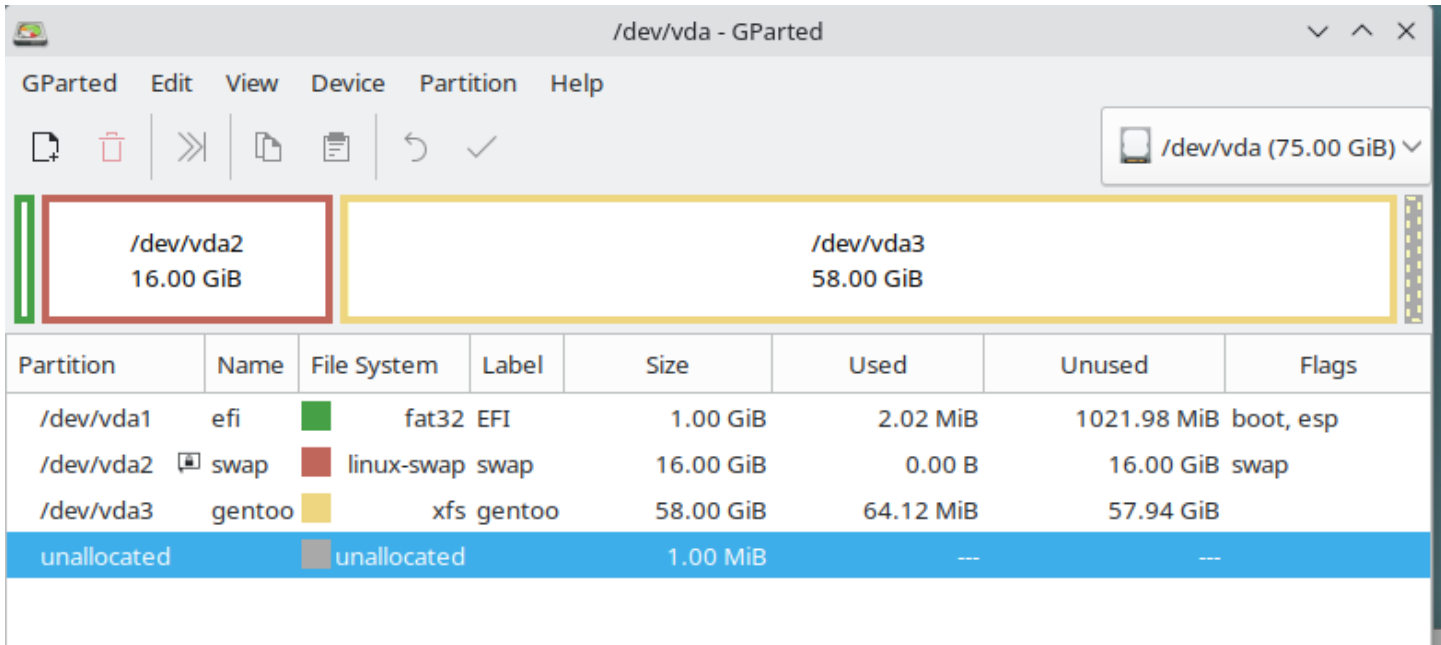 /dev/vda - GParted
GParted Edit View Device Partition Help
/dev/vda (75.00 GiB)
/dev/vda2
16.00 GiB
/dev/vda3
58.00 GiB
Partition Name File System Label Size Used Unused Flags
/dev/vda1 efi fat32 EFI 1.00 GiB 2.02 MiB 1021.98 MiB boot, esp
/dev/vda2 swap linux-swap swap 16.00 GiB 0.00 B 16.00 GiB swap
/dev/vda3 gentoo xfs gentoo 58.00 GiB 64.12 MiB 57.94 GiB
unallocated unallocated 1.00 MiB --- ---